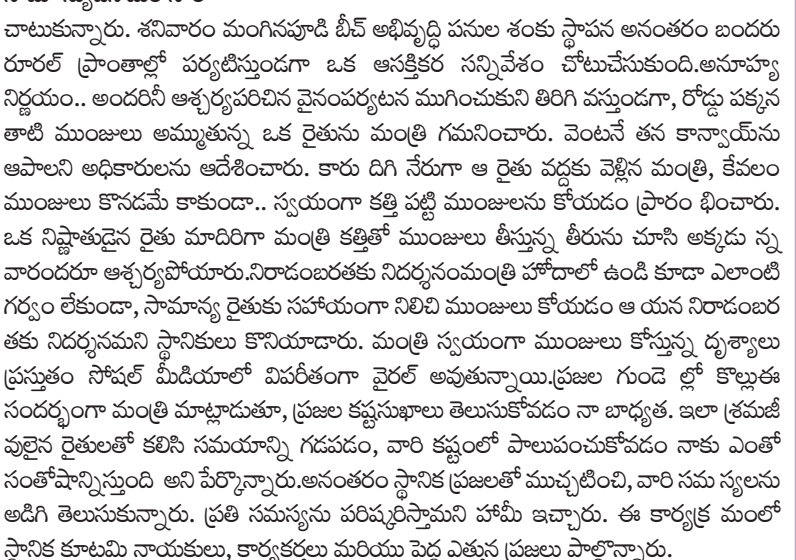 చాటుకున్నారు. శనివారం మంగినపూడి బీచ్ అభివృద్ధి పనుల శంకు స్థాపన అనంతరం బందరు
రూరల్ ప్రాంతాల్లో పర్యటిస్తుండగా ఒక ఆసక్తికర సన్నివేశం చోటుచేసుకుంది.అనూహ్య
నిర్ణయం.. అందరినీ ఆశ్చర్యపరిచిన వైనంపర్యటన ముగించుకుని తిరిగి వస్తుండగా, రోడ్డు పక్కన
తాటి ముంజులు అమ్ముతున్న ఒక రైతును మంత్రి గమనించారు. వెంటనే తన కాన్వాయ్‌ను
ఆపాలని అధికారులను ఆదేశించారు. కారు దిగి నేరుగా ఆ రైతు వద్దకు వెళ్లిన మంత్రి, కేవలం
ముంజులు కొనడమే కాకుండా.. స్వయంగా కత్తి పట్టి ముంజులను కోయడం ప్రారం భించారు.
ఒక నిష్ణాతుడైన రైతు మాదిరిగా మంత్రి కత్తితో ముంజులు తీస్తున్న తీరును చూసి అక్కడు న్న
వారందరూ ఆశ్చర్యపోయారు.నిరాడంబరతకు నిదర్శనంమంత్రి హోదాలో ఉండి కూడా ఎలాంటి
గర్వం లేకుండా, సామాన్య రైతుకు సహాయంగా నిలిచి ముంజులు కోయడం ఆ యన నిరాడంబర
తకు నిదర్శనమని స్థానికులు కొనియాడారు. మంత్రి స్వయంగా ముంజులు కోస్తున్న దృశ్యాలు
ప్రస్తుతం సోషల్ మీడియాలో విపరీతంగా వైరల్ అవుతున్నాయి.ప్రజల గుండె ల్లో కొల్లుఈ
సందర్భంగా మంత్రి మాట్లాడుతూ, ప్రజల కష్టసుఖాలు తెలుసుకోవడం నా బాధ్యత. ఇలా శ్రమజీ
వులైన రైతులతో కలిసి సమయాన్ని గడపడం, వారి కష్టంలో పాలుపంచుకోవడం నాకు ఎంతో
సంతోషాన్నిస్తుంది అని పేర్కొన్నారు.అనంతరం స్థానిక ప్రజలతో ముచ్చటించి, వారి సమ స్యలను
అడిగి తెలుసుకున్నారు. ప్రతి సమస్యను పరిష్కరిస్తామని హామీ ఇచ్చారు. ఈ కార్యక్ర మంలో
స్థానిక కూటమి నాయకులు, కార్యకర్తలు మరియు పెద్ద ఎత్తున ప్రజలు పాల్గొన్నారు.